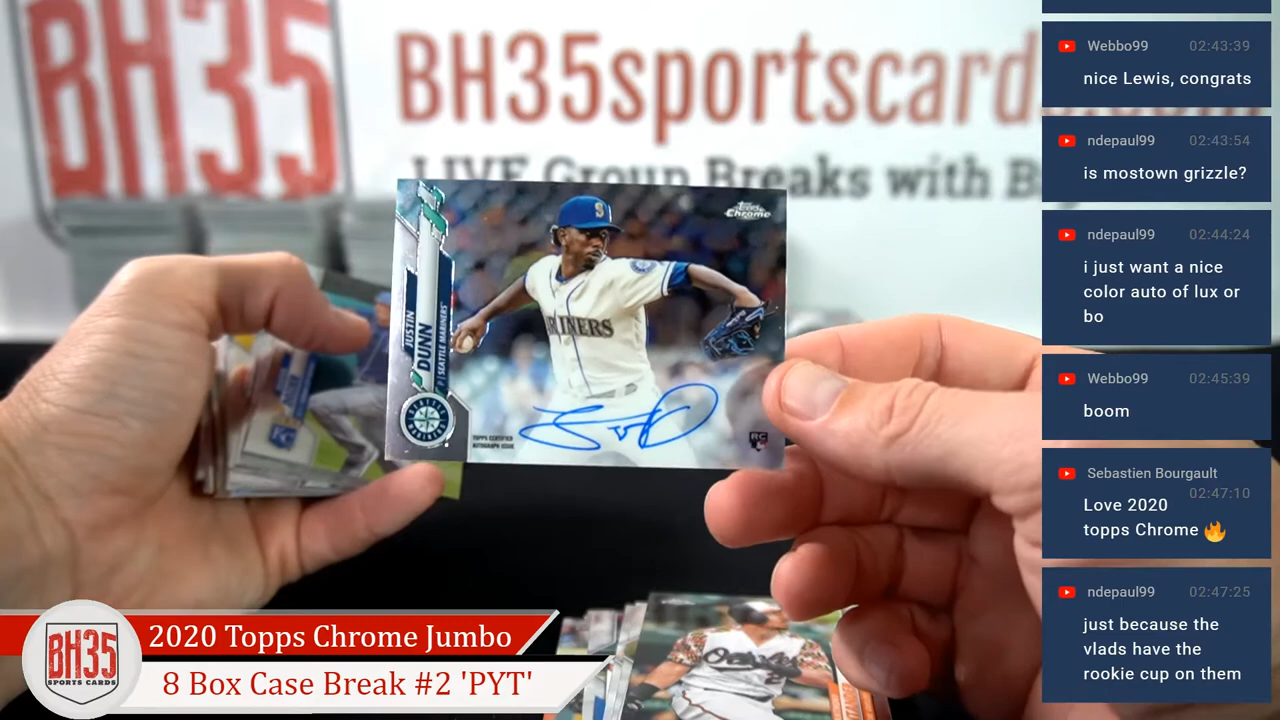 BH35
BH35sportscard
LIVE Group Breaks with B
Topps
Chrome
S
JUSTIN
DUNN
P | SEATTLE MARINERS
MARINERS
SEATTLE
MARINERS
TOPPS CERTIFIED
AUTOGRAPH ISSUE
RC
KC
BH35
SPORTS CARDS
2020 Topps Chrome Jumbo
8 Box Case Break #2 'PYT'
Webbo99 02:43:39
nice Lewis, congrats
ndepaul99 02:43:54
is mostown grizzle?
ndepaul99 02:44:24
i just want a nice
color auto of lux or
bo
Webbo99 02:45:39
boom
Sebastien Bourgault
02:47:10
Love 2020
topps Chrome 🔥
ndepaul99 02:47:25
just because the
vlads have the
rookie cup on them